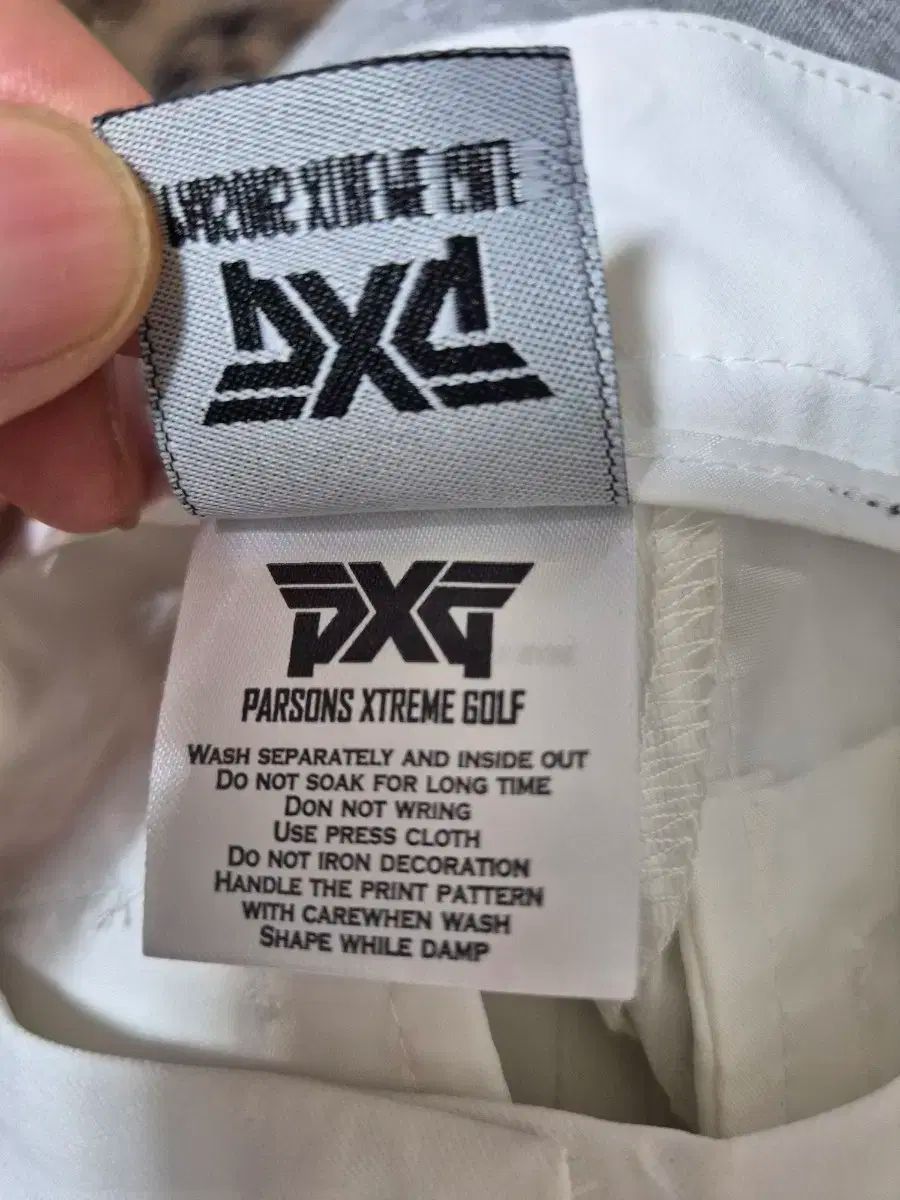 PXG
PXG
PARSONS XTREME GOLF
WASH SEPARATELY AND INSIDE OUT
DO NOT SOAK FOR LONG TIME
DON NOT WRING
USE PRESS CLOTH
DO NOT IRON DECORATION
HANDLE THE PRINT PATTERN
WITH CAREWHEN WASH
SHAPE WHILE DAMP